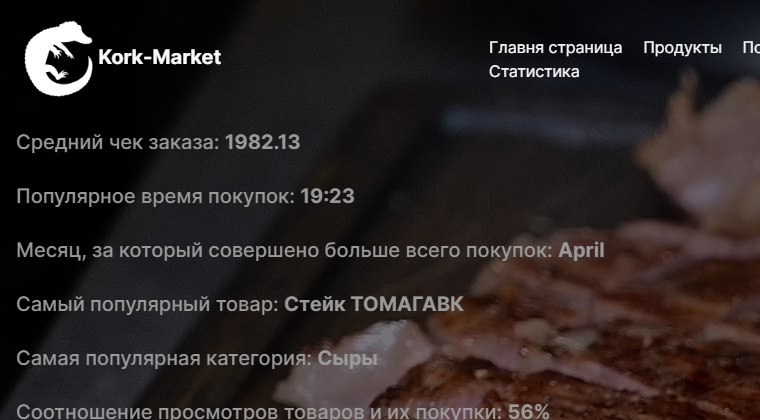 Kork-Market
Главня страница Продукты
Статистика
Средний чек заказа: 1982.13
Популярное время покупок: 19:23
Месяц, за который совершено больше всего покупок: April
Самый популярный товар: Стейк ТОМАГАВК
Самая популярная категория: Сыры
Соотношение просмотров товаров и их покупки: 56%